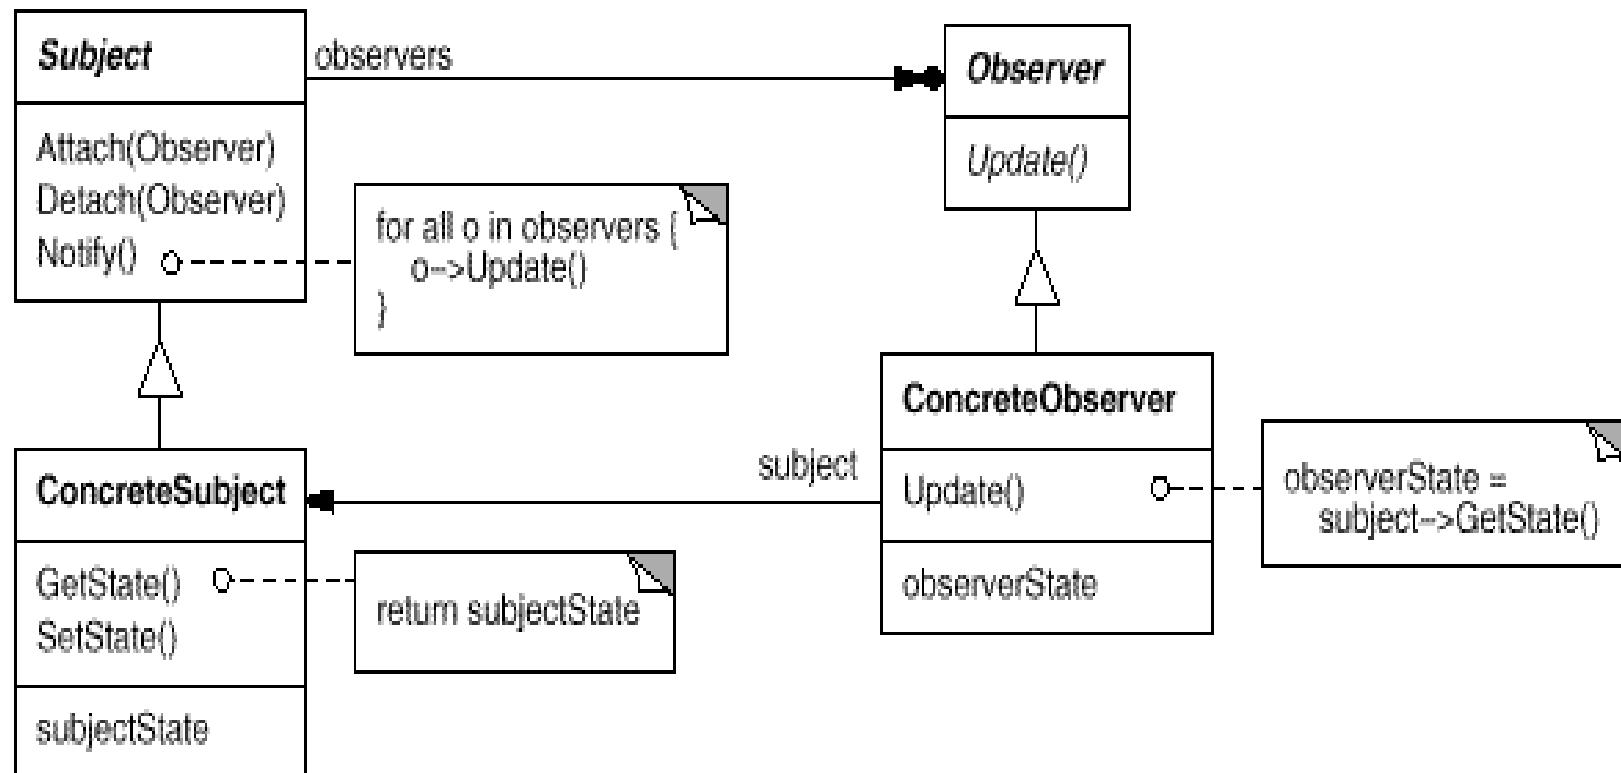 Subject
observers
Observer
Attach(Observer)
Detach(Observer)
Notify()
for all o in observers {
o->Update()
}
Update()
ConcreteObserver
subject
Update()
observerState =
subject->GetState()
observerState
ConcreteSubject
GetState()
SetState()
return subjectState
subjectState